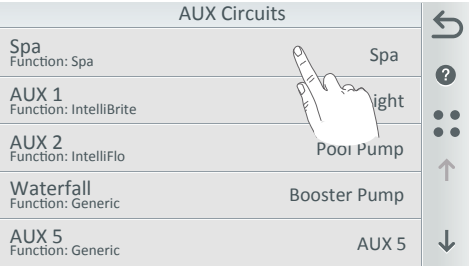 AUX Circuits
Spa Spa
Function: Spa
AUX 1 ight
Function: IntelliBrite
AUX 2 Pool Pump
Function: IntelliFlo
Waterfall Booster Pump
Function: Generic
AUX 5 AUX 5
Function: Generic
?